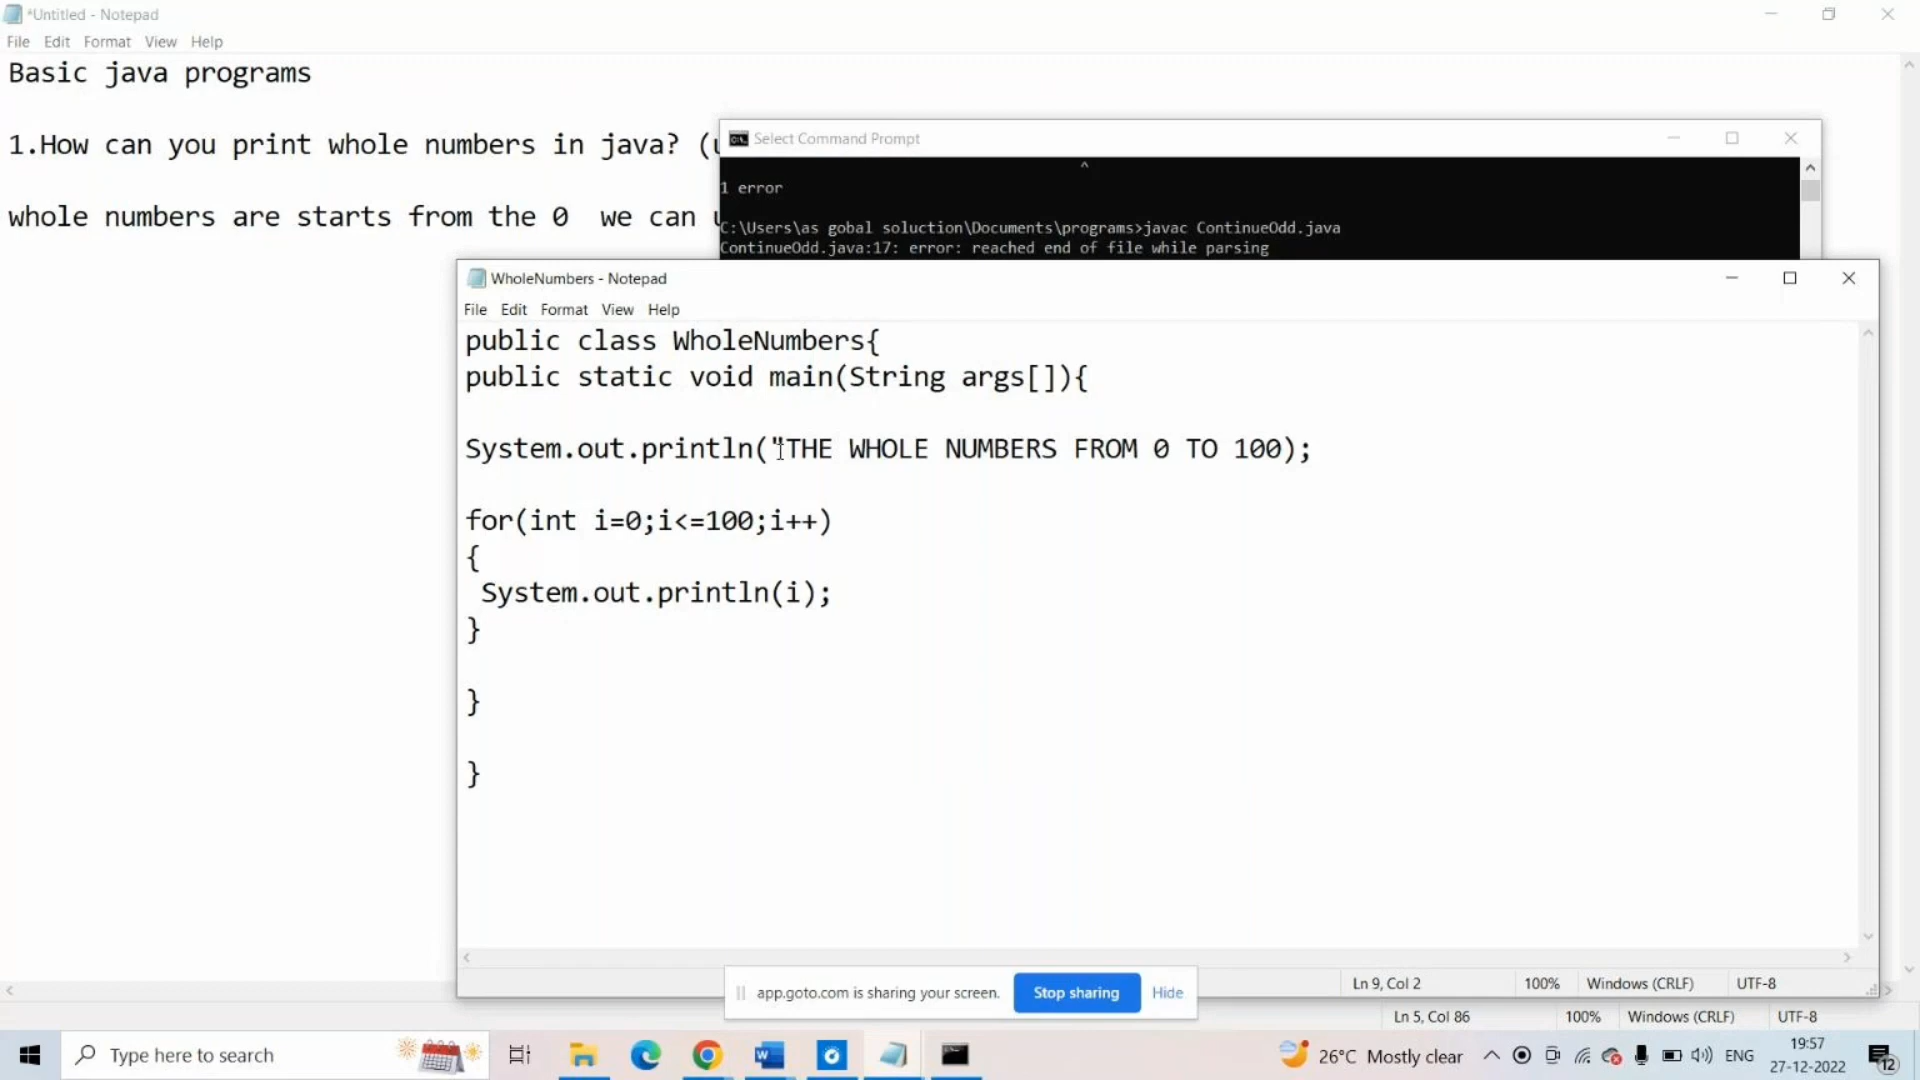 *Untitled - Notepad
File Edit Format View Help
Basic java programs
1.How can you print whole numbers in java? (
whole numbers are starts from the 0  we can
Select Command Prompt
^
1 error
C:\Users\as gobal soluction\Documents\programs>javac ContinueOdd.java
ContinueOdd.java:17: error: reached end of file while parsing
WholeNumbers - Notepad
File Edit Format View Help
public class WholeNumbers{
public static void main(String args[]){
System.out.println("THE WHOLE NUMBERS FROM 0 TO 100);
for(int i=0;i<=100;i++)
{
 System.out.println(i);
}
}
}
Ln 9, Col 2 100% Windows (CRLF) UTF-8
app.goto.com is sharing your screen. Stop sharing Hide
Ln 5, Col 86 100% Windows (CRLF) UTF-8
Type here to search
26°C Mostly clear ENG
19:57
27-12-2022
12